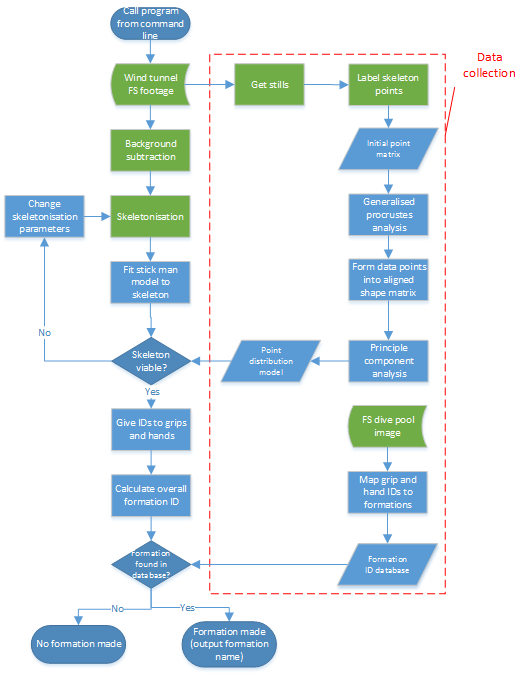 Call program
from command
line
Data
collection
Wind tunnel
FS footage
Get stills
Label skeleton
points
Background
subtraction
Initial point
matrix
Change
skeletonisation
parameters
Skeletonisation
Generalised
procrustes
analysis
Fit stick man
model to
skeleton
Form data points
into aligned
shape matrix
No
Skeleton
viable?
Point
distribution
model
Principle
component
analysis
Yes
Give IDs to grips
and hands
FS dive pool
image
Calculate overall
formation ID
Map grip and
hand IDs to
formations
Formation
found in
database?
Formation
ID database
No
Yes
No formation made
Formation made
(output formation
name)